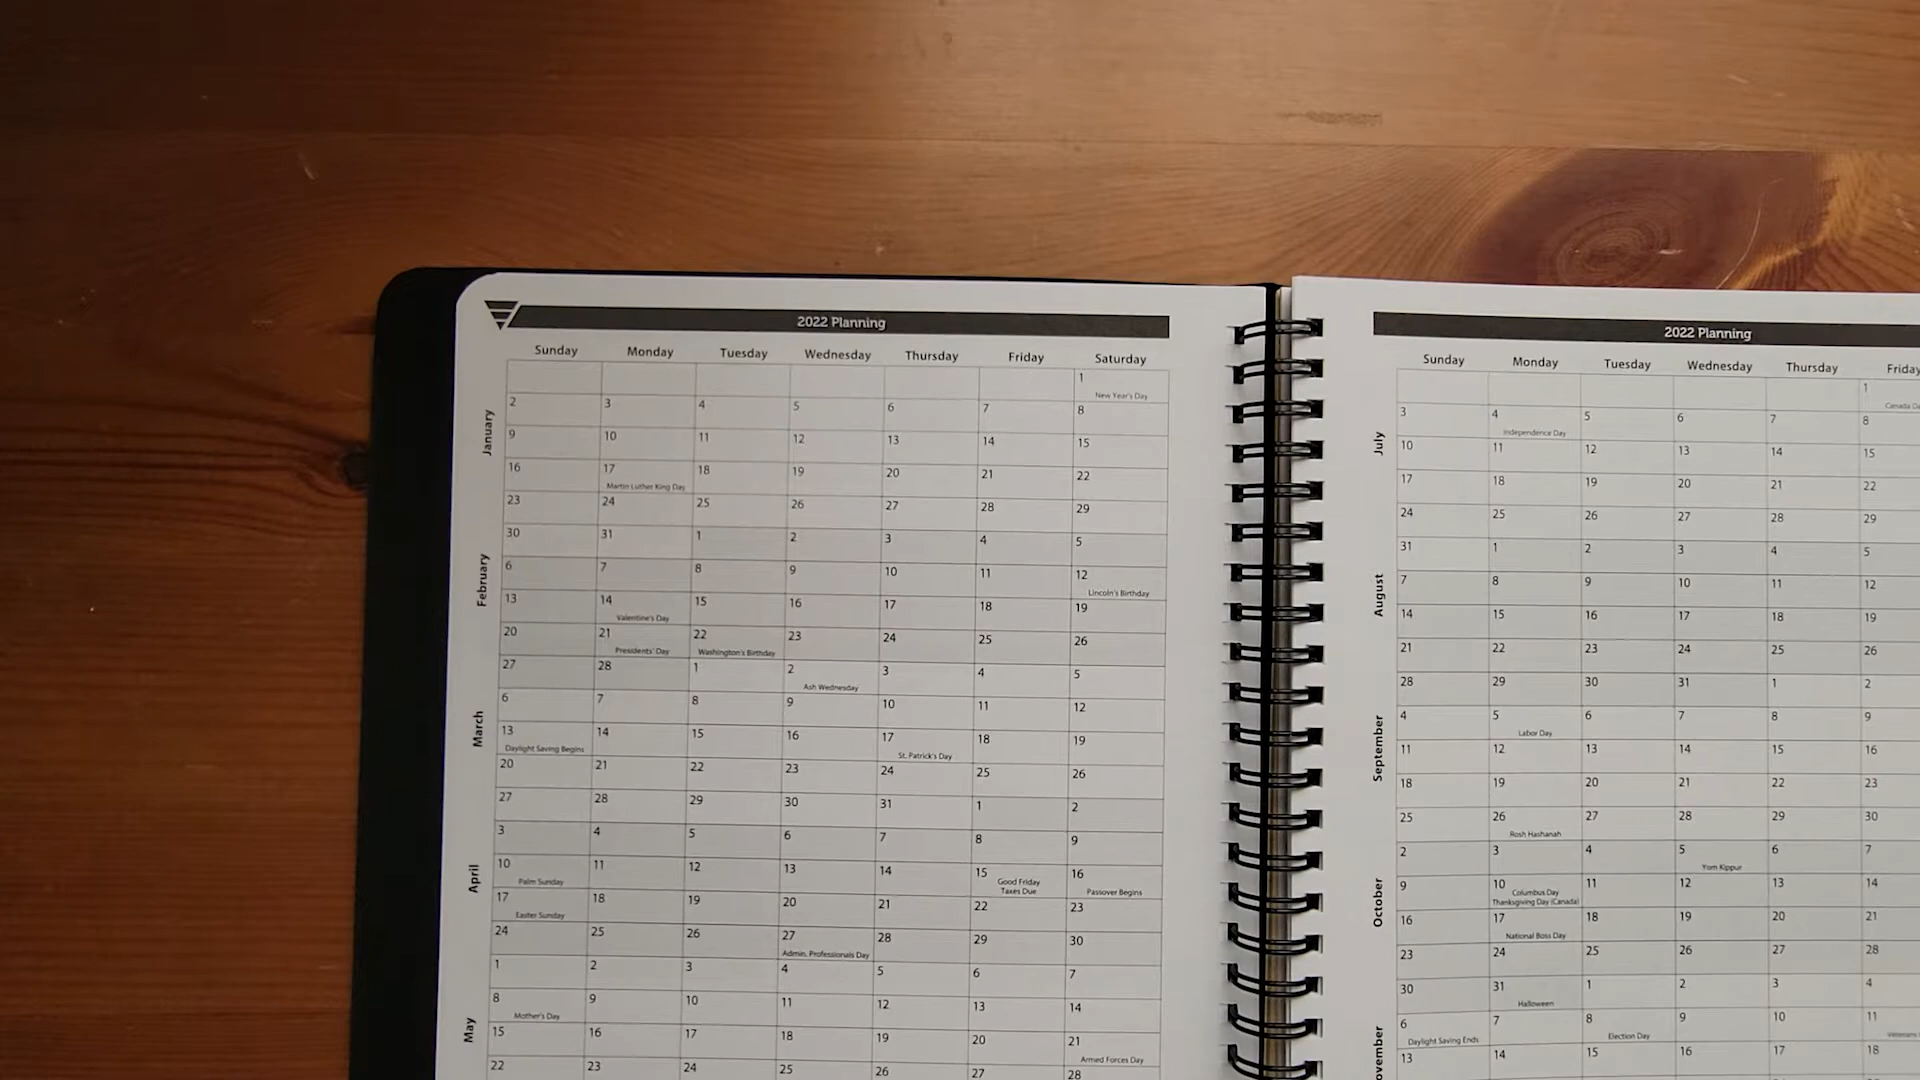 2022 Planning
Sunday Monday Tuesday Wednesday Thursday Friday Saturday
January
1
New Year's Day
2 3 4 5 6 7 8
9 10 11 12 13 14 15
16 17 18 19 20 21 22
Martin Luther King Day
23 24 25 26 27 28 29
30 31 1 2 3 4 5
February
6 7 8 9 10 11 12
Lincoln's Birthday
13 14 15 16 17 18 19
Valentine's Day
20 21 22 23 24 25 26
Presidents' Day Washington's Birthday
27 28 1 2 3 4 5
Ash Wednesday
March
6 7 8 9 10 11 12
13 14 15 16 17 18 19
Daylight Saving Begins St. Patrick's Day
20 21 22 23 24 25 26
27 28 29 30 31 1 2
April
3 4 5 6 7 8 9
10 11 12 13 14 15 16
Palm Sunday Good Friday Passover Begins
Taxes Due
17 18 19 20 21 22 23
Easter Sunday
24 25 26 27 28 29 30
Admin. Professionals Day
May
1 2 3 4 5 6 7
8 9 10 11 12 13 14
Mother's Day
15 16 17 18 19 20 21
Armed Forces Day
22 23 24 25 26 27 28
2022 Planning
Sunday Monday Tuesday Wednesday Thursday Friday
July
1
Canada
3 4 5 6 7 8
Independence Day
10 11 12 13 14 15
17 18 19 20 21 22
24 25 26 27 28 29
31 1 2 3 4 5
August
7 8 9 10 11 12
14 15 16 17 18 19
21 22 23 24 25 26
28 29 30 31 1 2
September
4 5 6 7 8 9
Labor Day
11 12 13 14 15 16
18 19 20 21 22 23
25 26 27 28 29 30
Rosh Hashanah
October
2 3 4 5 6 7
Yom Kippur
9 10 11 12 13 14
Columbus Day
Thanksgiving Day (Canada)
16 17 18 19 20 21
National Boss Day
23 24 25 26 27 28
30 31 1 2 3 4
Halloween
ovember
6 7 8 9 10 11
Daylight Saving Ends Election Day Veterans
13 14 15 16 17 18